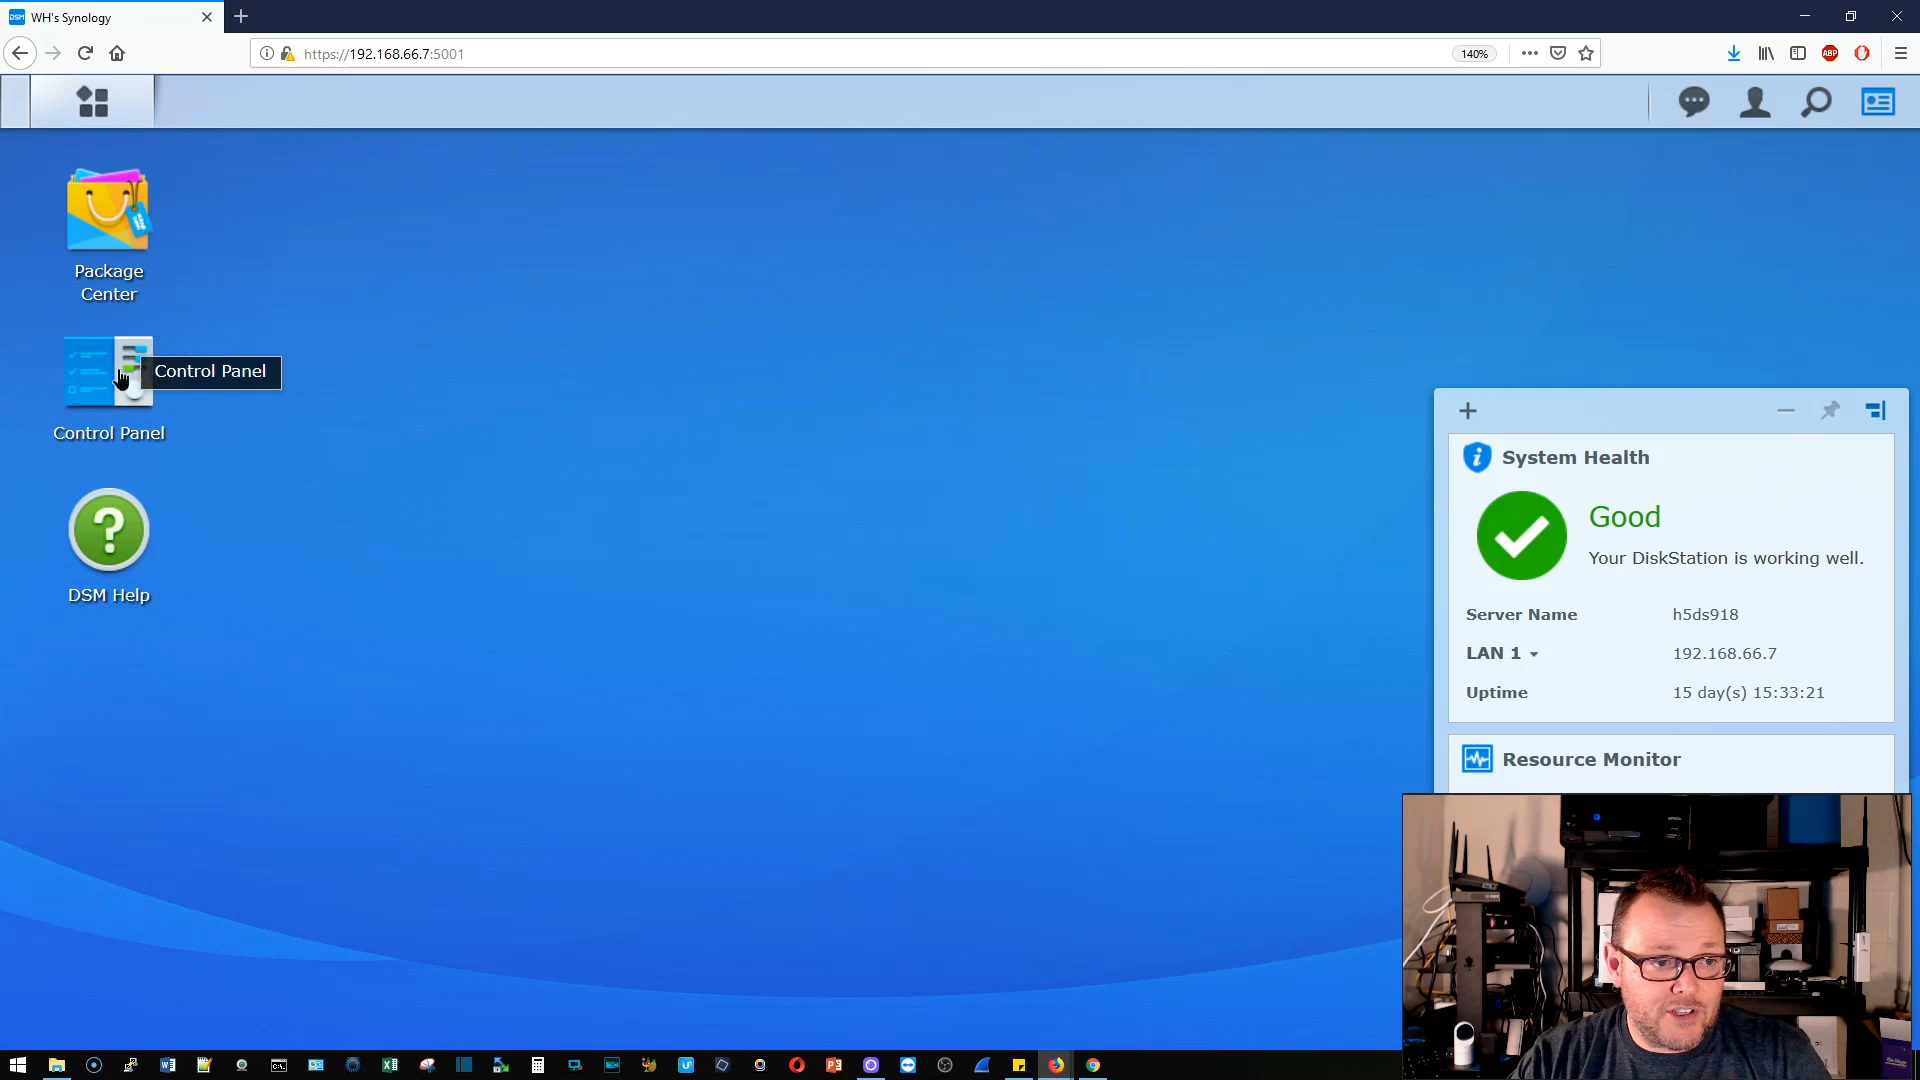 DSM WH's Synology
https://192.168.66.7:5001
140%
ABP
Package
Center
Control Panel
Control Panel
DSM Help
System Health
Good
Your DiskStation is working well.
Server Name h5ds918
LAN 1 192.168.66.7
Uptime 15 day(s) 15:33:21
Resource Monitor